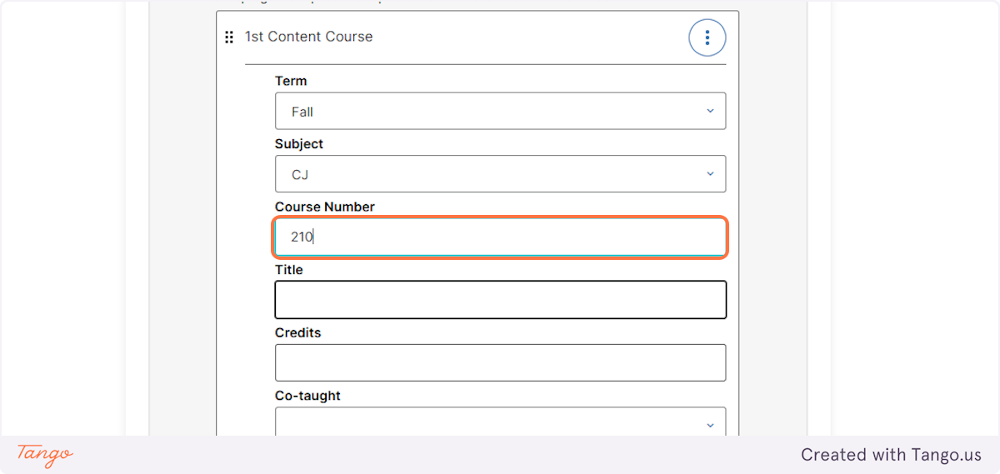 1st Content Course
Term
Fall
Subject
CJ
Course Number
210
Title
Credits
Co-taught
Tango
Created with Tango.us